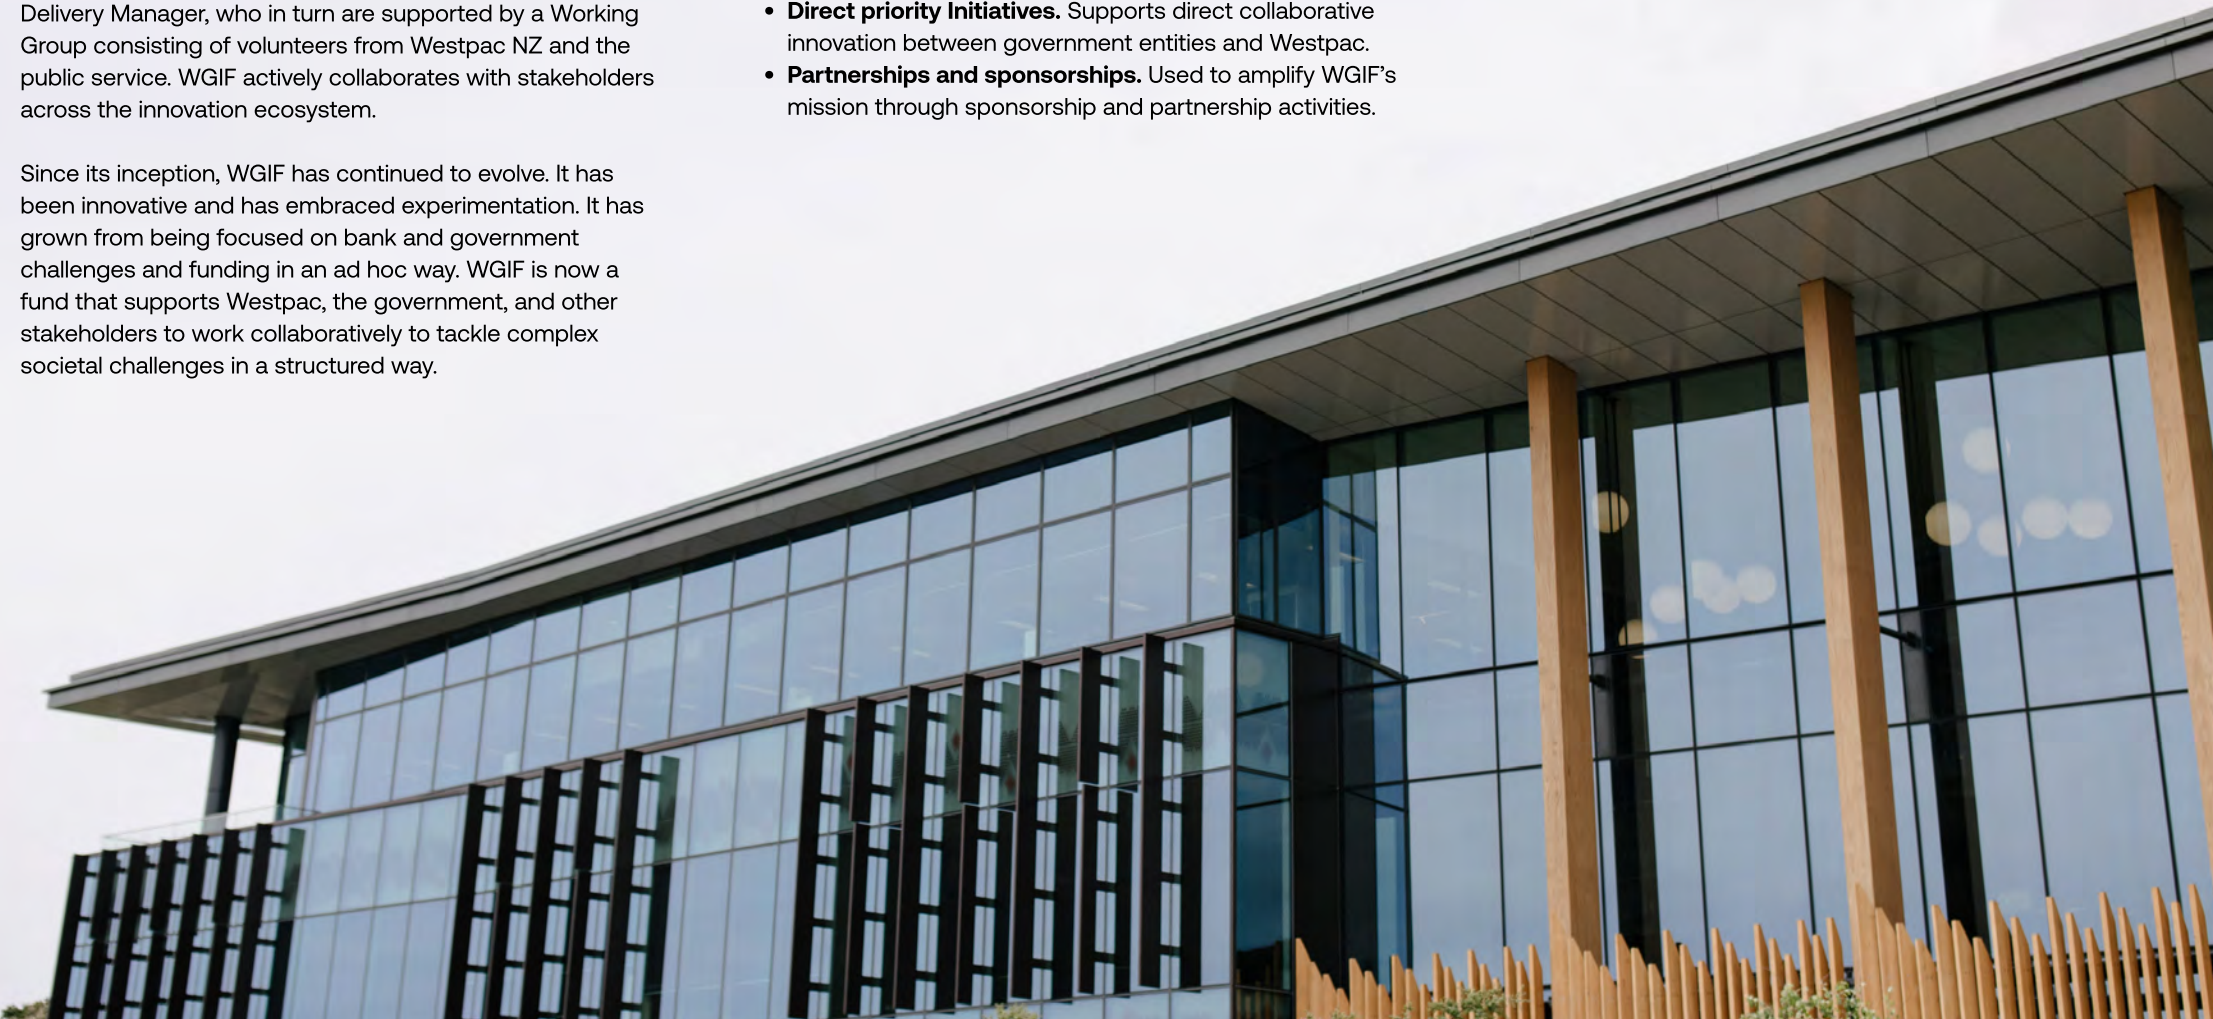 Delivery Manager, who in turn are supported by a Working
Group consisting of volunteers from Westpac NZ and the
public service. WGIF actively collaborates with stakeholders
across the innovation ecosystem.
Since its inception, WGIF has continued to evolve. It has
been innovative and has embraced experimentation. It has
grown from being focused on bank and government
challenges and funding in an ad hoc way. WGIF is now a
fund that supports Westpac, the government, and other
stakeholders to work collaboratively to tackle complex
societal challenges in a structured way.
• Direct priority Initiatives. Supports direct collaborative
innovation between government entities and Westpac.
• Partnerships and sponsorships. Used to amplify WGIF’s
mission through sponsorship and partnership activities.